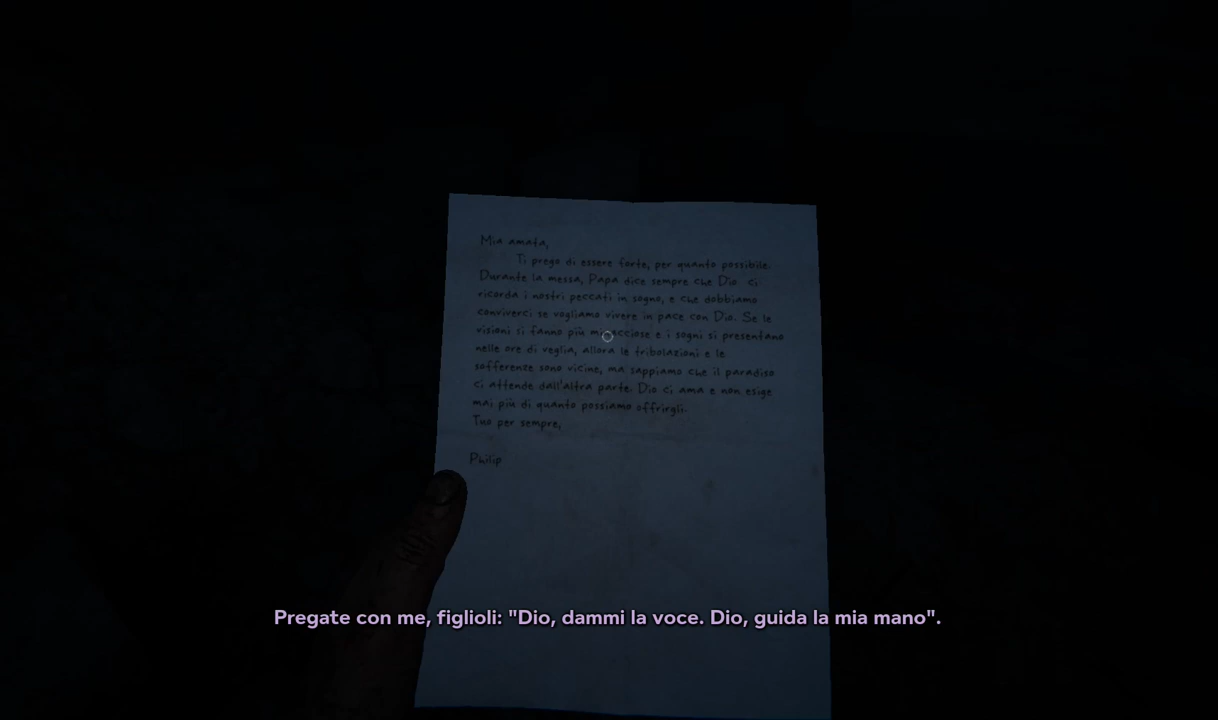 Mia amata,
Ti prego di essere forte, per quanto possibile.
Durante la messa, Papa dice sempre che Dio ci
ricorda i nostri peccati in sogno, e che dobbiamo
conviverci se vogliamo vivere in pace con Dio. Se le
visioni si fanno più minacciose e i sogni si presentano
nelle ore di veglia, allora le tribolazioni e le
sofferenze sono vicine, ma sappiamo che il paradiso
ci attende dall'altra parte. Dio ci ama e non esige
mai più di quanto possiamo offrirgli.
Tuo per sempre,
Philip
Pregate con me, figlioli: "Dio, dammi la voce. Dio, guida la mia mano".